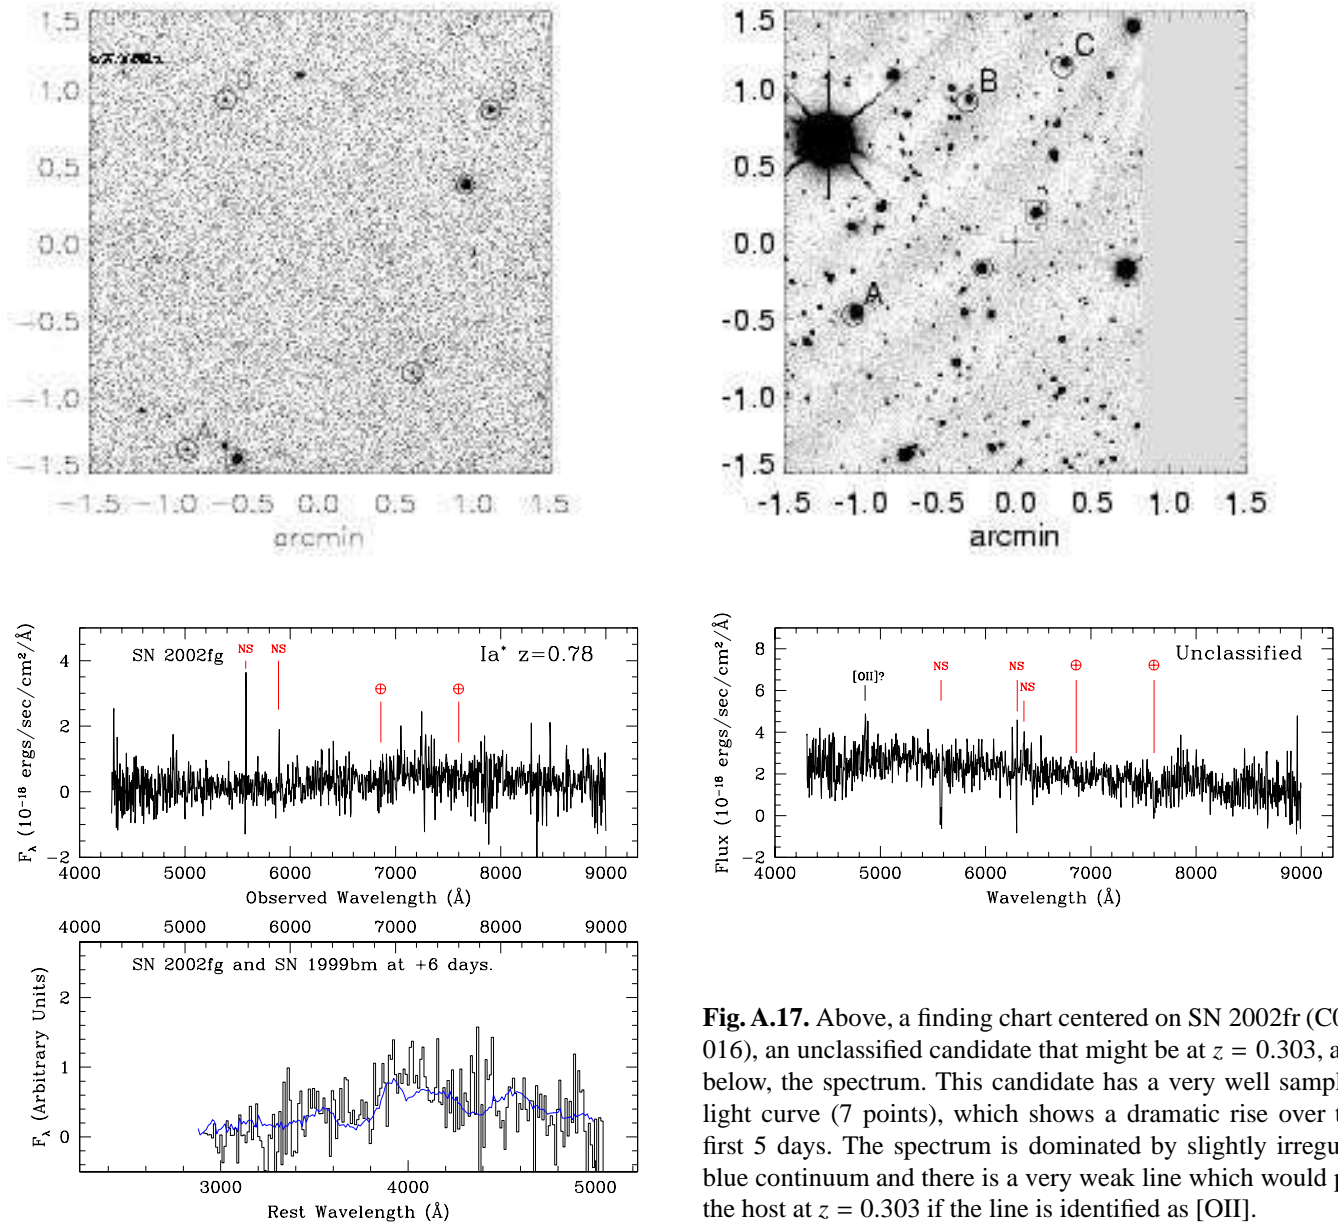 1.5
1.0
0.5
0.0
-0.5
-1.0
-1.5
-1.5 -1.0 -0.5 0.0 0.5 1.0 1.5
arcmin
B
A
1.5
1.0
0.5
0.0
-0.5
-1.0
-1.5
-1.5 -1.0 -0.5 0.0 0.5 1.0 1.5
arcmin
C
B
A
SN 2002fg NS NS Ia* z=0.78
⊕ ⊕
4
2
0
-2
F_λ (10⁻¹⁸ ergs/sec/cm²/Å)
4000 5000 6000 7000 8000 9000
Observed Wavelength (Å)
4000 5000 6000 7000 8000 9000
SN 2002fg and SN 1999bm at +6 days.
2
1
0
F_λ (Arbitrary Units)
3000 4000 5000
Rest Wavelength (Å)
Unclassified
[OII]? NS NS NS ⊕ ⊕
8
6
4
2
0
-2
Flux (10⁻¹⁸ ergs/sec/cm²/Å)
4000 5000 6000 7000 8000 9000
Wavelength (Å)
Fig. A.17. Above, a finding chart centered on SN 2002fr (C0
016), an unclassified candidate that might be at z = 0.303, a
below, the spectrum. This candidate has a very well sampl
light curve (7 points), which shows a dramatic rise over t
first 5 days. The spectrum is dominated by slightly irregu
blue continuum and there is a very weak line which would p
the host at z = 0.303 if the line is identified as [OII].